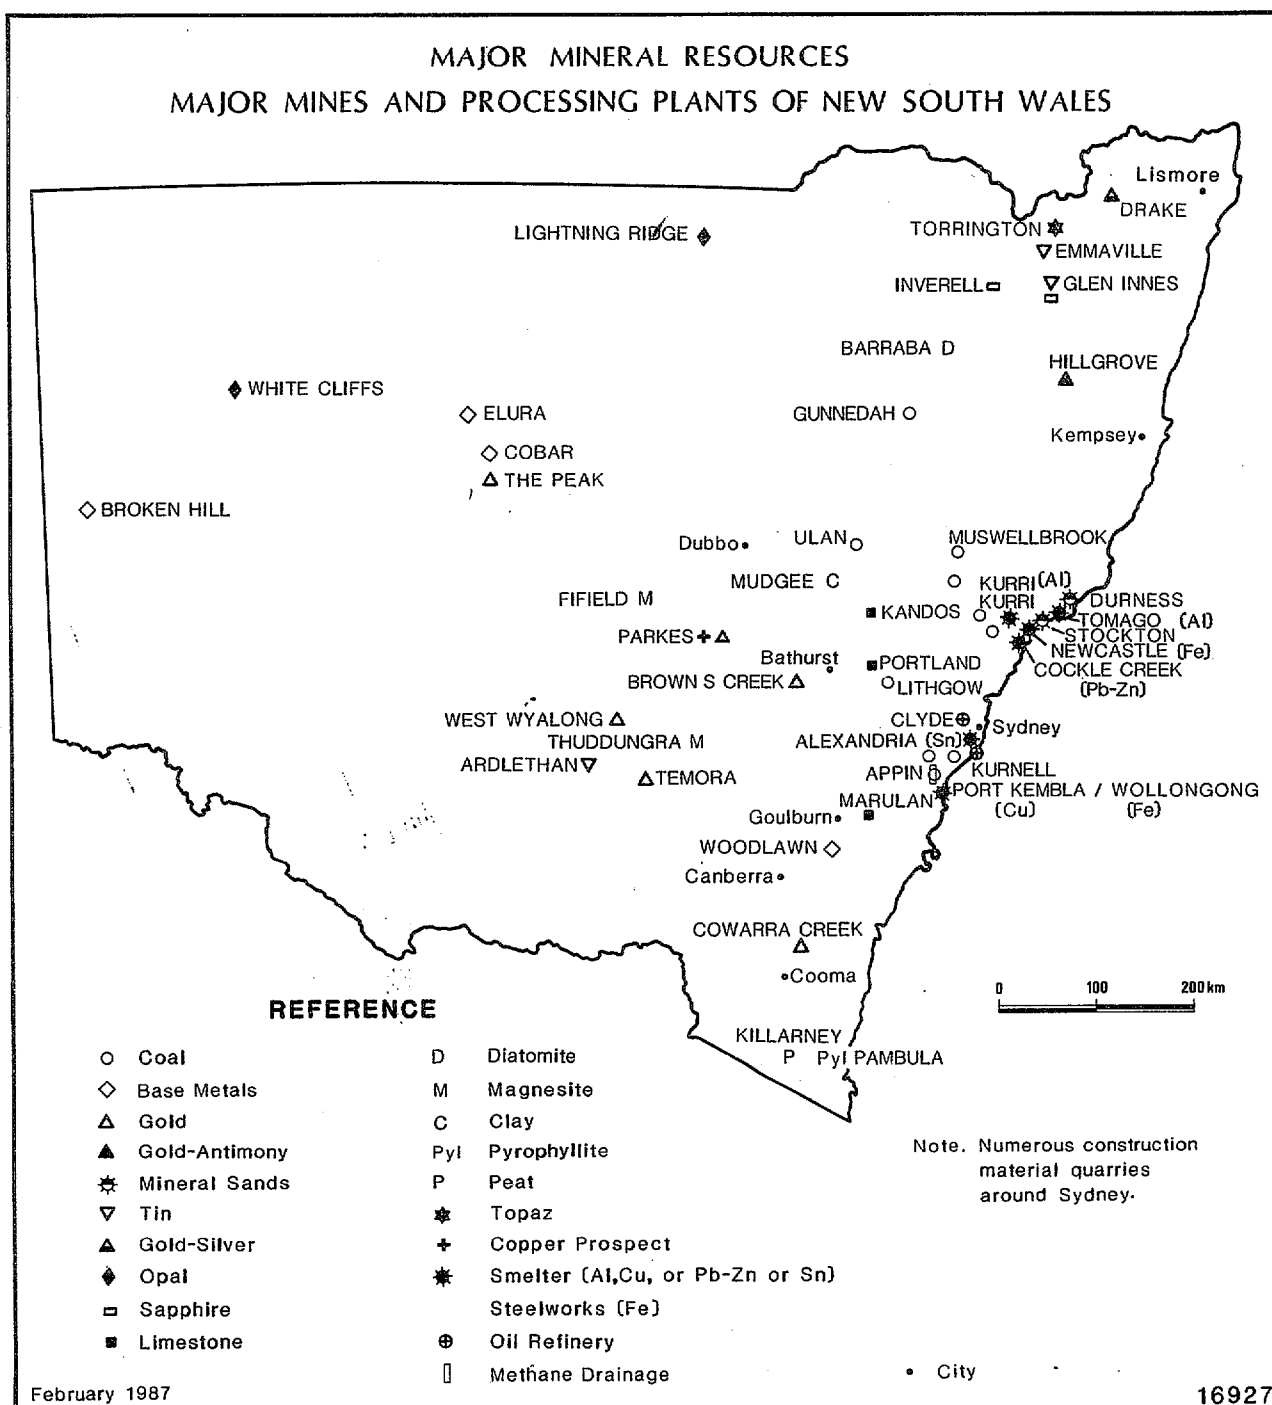 MAJOR MINERAL RESOURCES
MAJOR MINES AND PROCESSING PLANTS OF NEW SOUTH WALES
Lismore
DRAKE
LIGHTNING RIDGE
TORRINGTON
EMMAVILLE
INVERELL
GLEN INNES
BARRABA D
HILLGROVE
WHITE CLIFFS
ELURA
GUNNEDAH
Kempsey
COBAR
THE PEAK
BROKEN HILL
Dubbo
ULAN
MUSWELLBROOK
MUDGEE C
KURRI (Al)
KURRI
FIFIELD M
DURNESS
KANDOS
TOMAGO (Al)
PARKES
STOCKTON
NEWCASTLE (Fe)
Bathurst
PORTLAND
COCKLE CREEK
(Pb-Zn)
BROWN S CREEK
LITHGOW
WEST WYALONG
CLYDE
Sydney
THUDDUNGRA M
ALEXANDRIA (Sn)
ARDLETHAN
TEMORA
APPIN
KURNELL
MARULAN
PORT KEMBLA / WOLLONGONG
(Cu) (Fe)
Goulburn
WOODLAWN
Canberra
COWARRA CREEK
Cooma
0 100 200 km
KILLARNEY
P Pyl PAMBULA
REFERENCE
Coal
Base Metals
Gold
Gold-Antimony
Mineral Sands
Tin
Gold-Silver
Opal
Sapphire
Limestone
D Diatomite
M Magnesite
C Clay
Pyl Pyrophyllite
P Peat
Topaz
Copper Prospect
Smelter (Al,Cu, or Pb-Zn or Sn)
Steelworks (Fe)
Oil Refinery
Methane Drainage
City
Note. Numerous construction
material quarries
around Sydney.
February 1987
16927